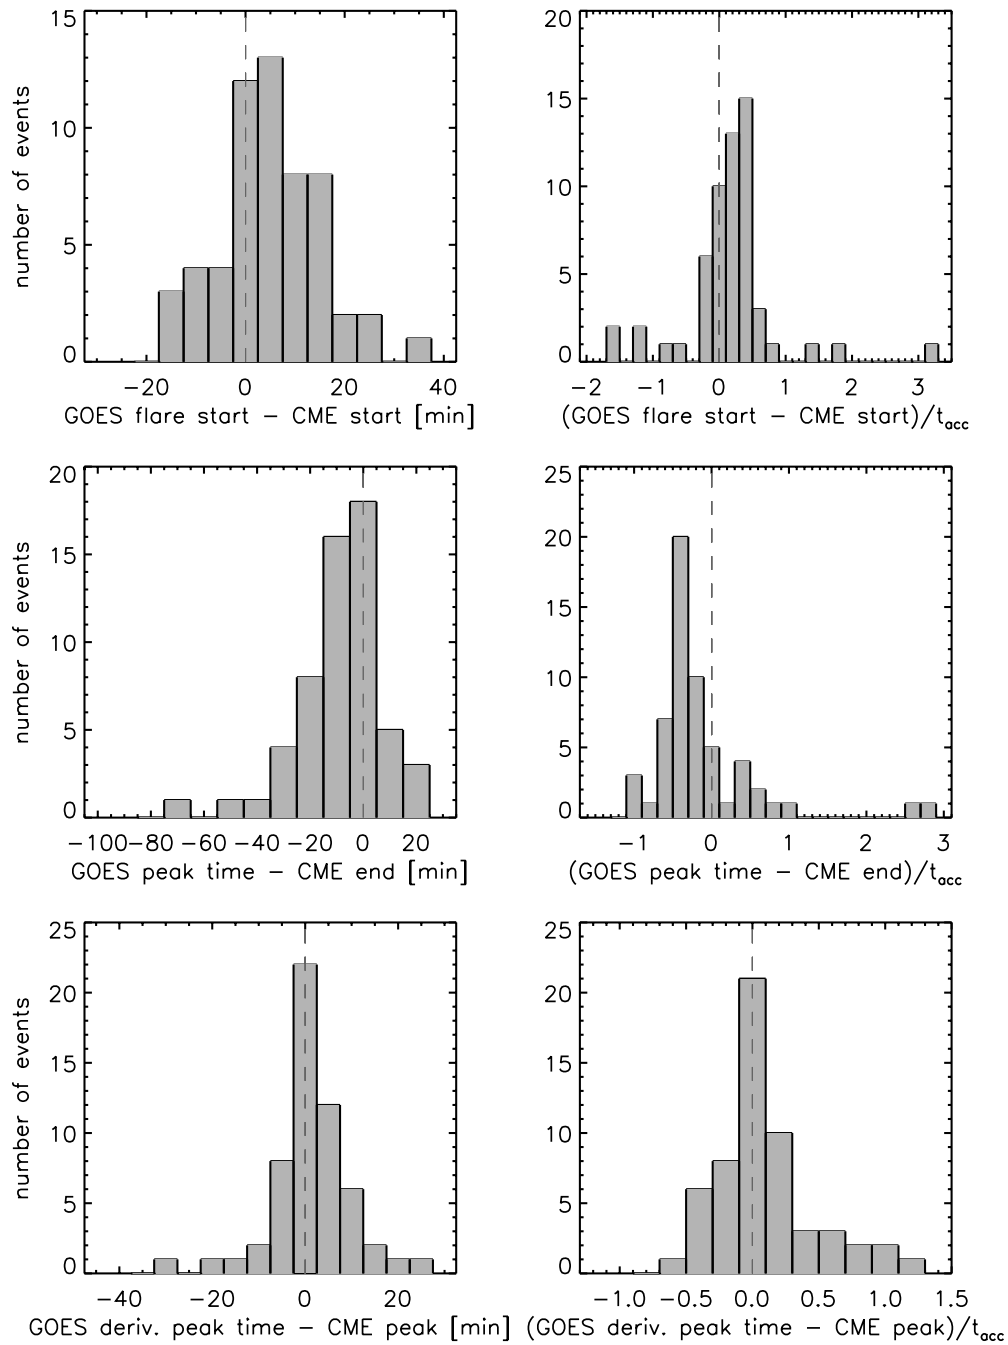 15
10
5
0
number of events
−20 0 20 40
GOES flare start − CME start [min]
20
15
10
5
0
−2 −1 0 1 2 3
(GOES flare start − CME start)/tacc
20
15
10
5
0
number of events
−100−80 −60 −40 −20 0 20
GOES peak time − CME end [min]
25
20
15
10
5
0
−1 0 1 2 3
(GOES peak time − CME end)/tacc
25
20
15
10
5
0
number of events
−40 −20 0 20
GOES deriv. peak time − CME peak [min]
25
20
15
10
5
0
−1.0 −0.5 0.0 0.5 1.0 1.5
(GOES deriv. peak time − CME peak)/tacc